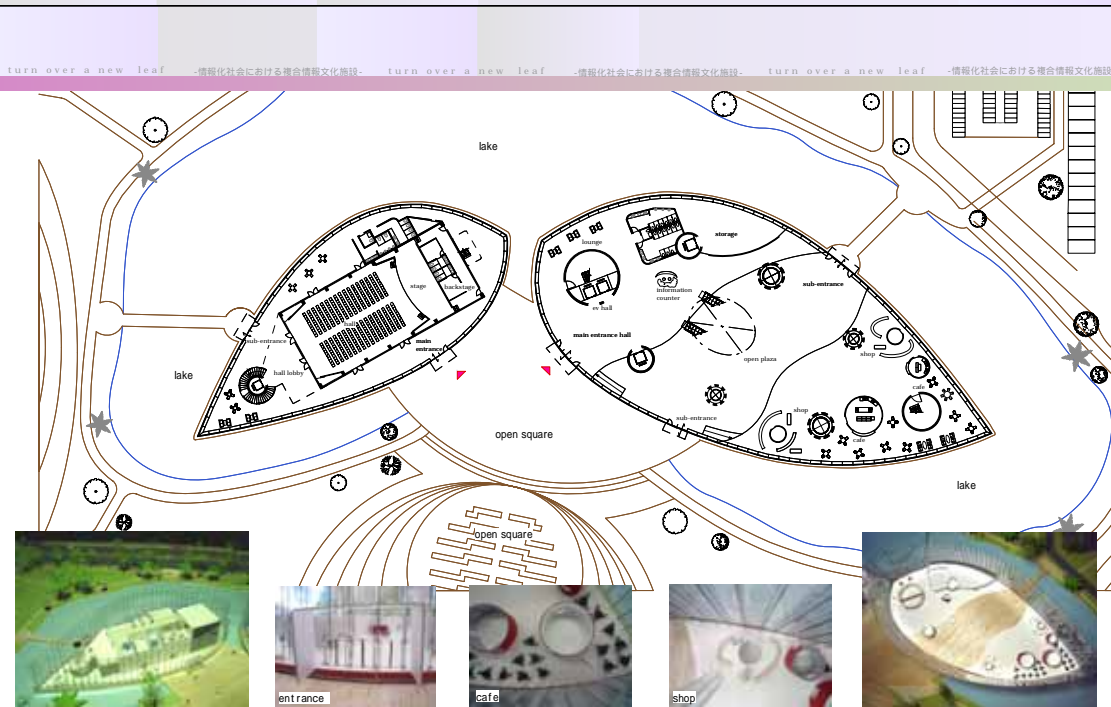 turn over a new leaf -情報化社会における複合情報文化施設- turn over a new leaf -情報化社会における複合情報文化施設- turn over a new leaf -情報化社会における複合情報文化施設
lake
lounge
storage
stage
backstage
information
counter
sub-entrance
ev hall
hall
main entrance hall
sub-entrance
main
entrance
open plaza
shop
hall lobby
lake
cafe
shop
sub-entrance
open square
cafe
lake
open square
entrance
cafe
shop